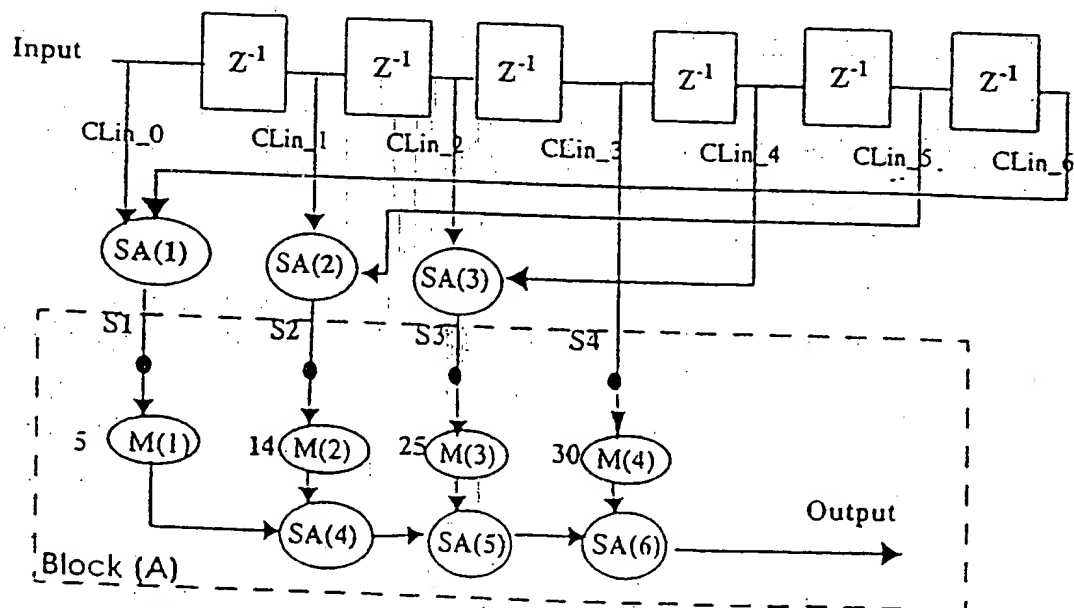 Input
Z⁻¹ Z⁻¹ Z⁻¹ Z⁻¹ Z⁻¹ Z⁻¹
CLin_0 CLin_1 CLin_2 CLin_3 CLin_4 CLin_5 CLin_6
SA(1) SA(2) SA(3)
S1 S2 S3 S4
5 M(1) 14 M(2) 25 M(3) 30 M(4)
Output
SA(4) SA(5) SA(6)
Block (A)